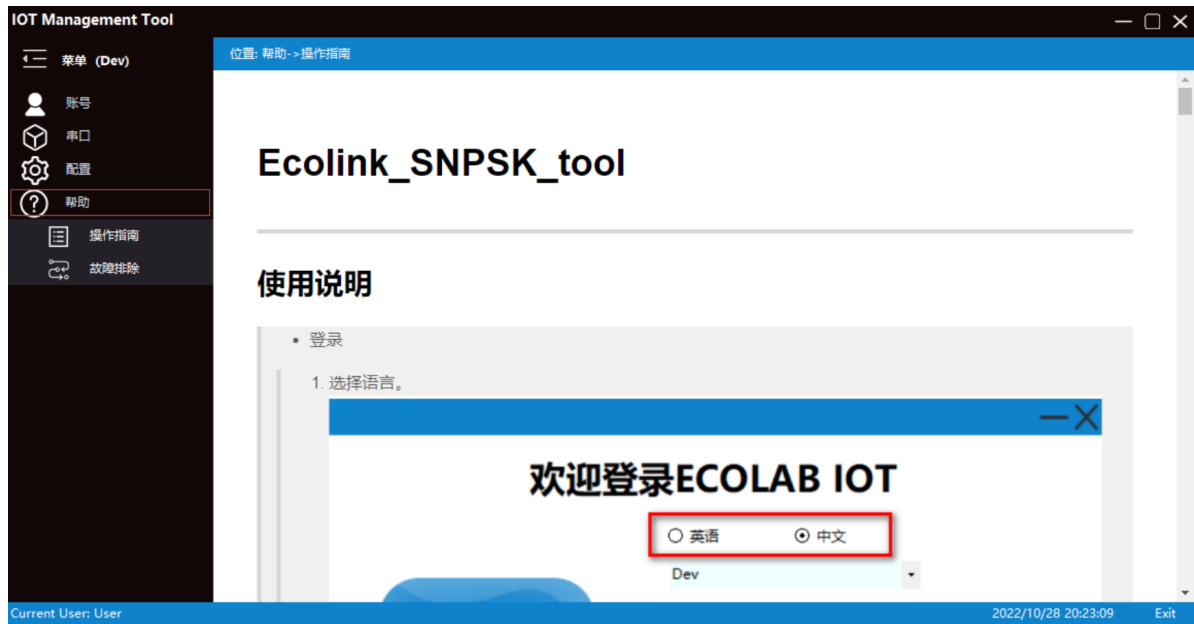 IOT Management Tool
菜单 (Dev)
位置: 帮助->操作指南
账号
串口
配置
帮助
操作指南
故障排除
Ecolink_SNPSK_tool
使用说明
• 登录
1. 选择语言。
欢迎登录ECOLAB IOT
英语 中文
Dev
Current User: User 2022/10/28 20:23:09 Exit